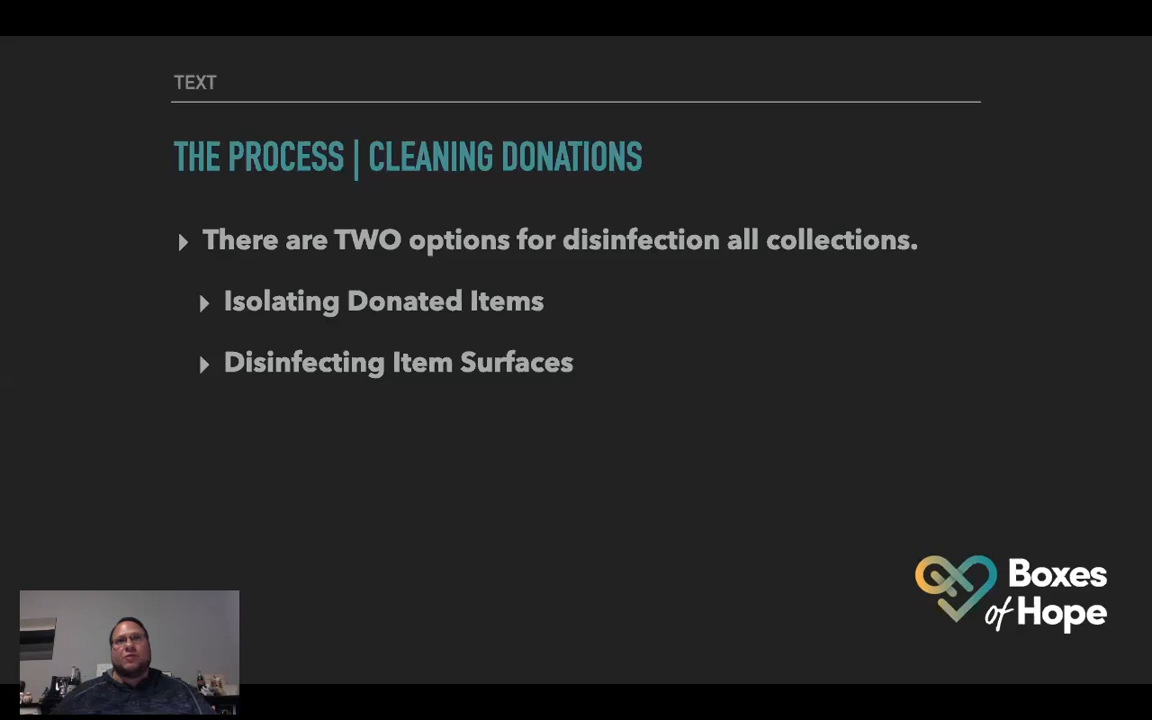 TEXT
THE PROCESS | CLEANING DONATIONS
There are TWO options for disinfection all collections.
Isolating Donated Items
Disinfecting Item Surfaces
Boxes
of Hope